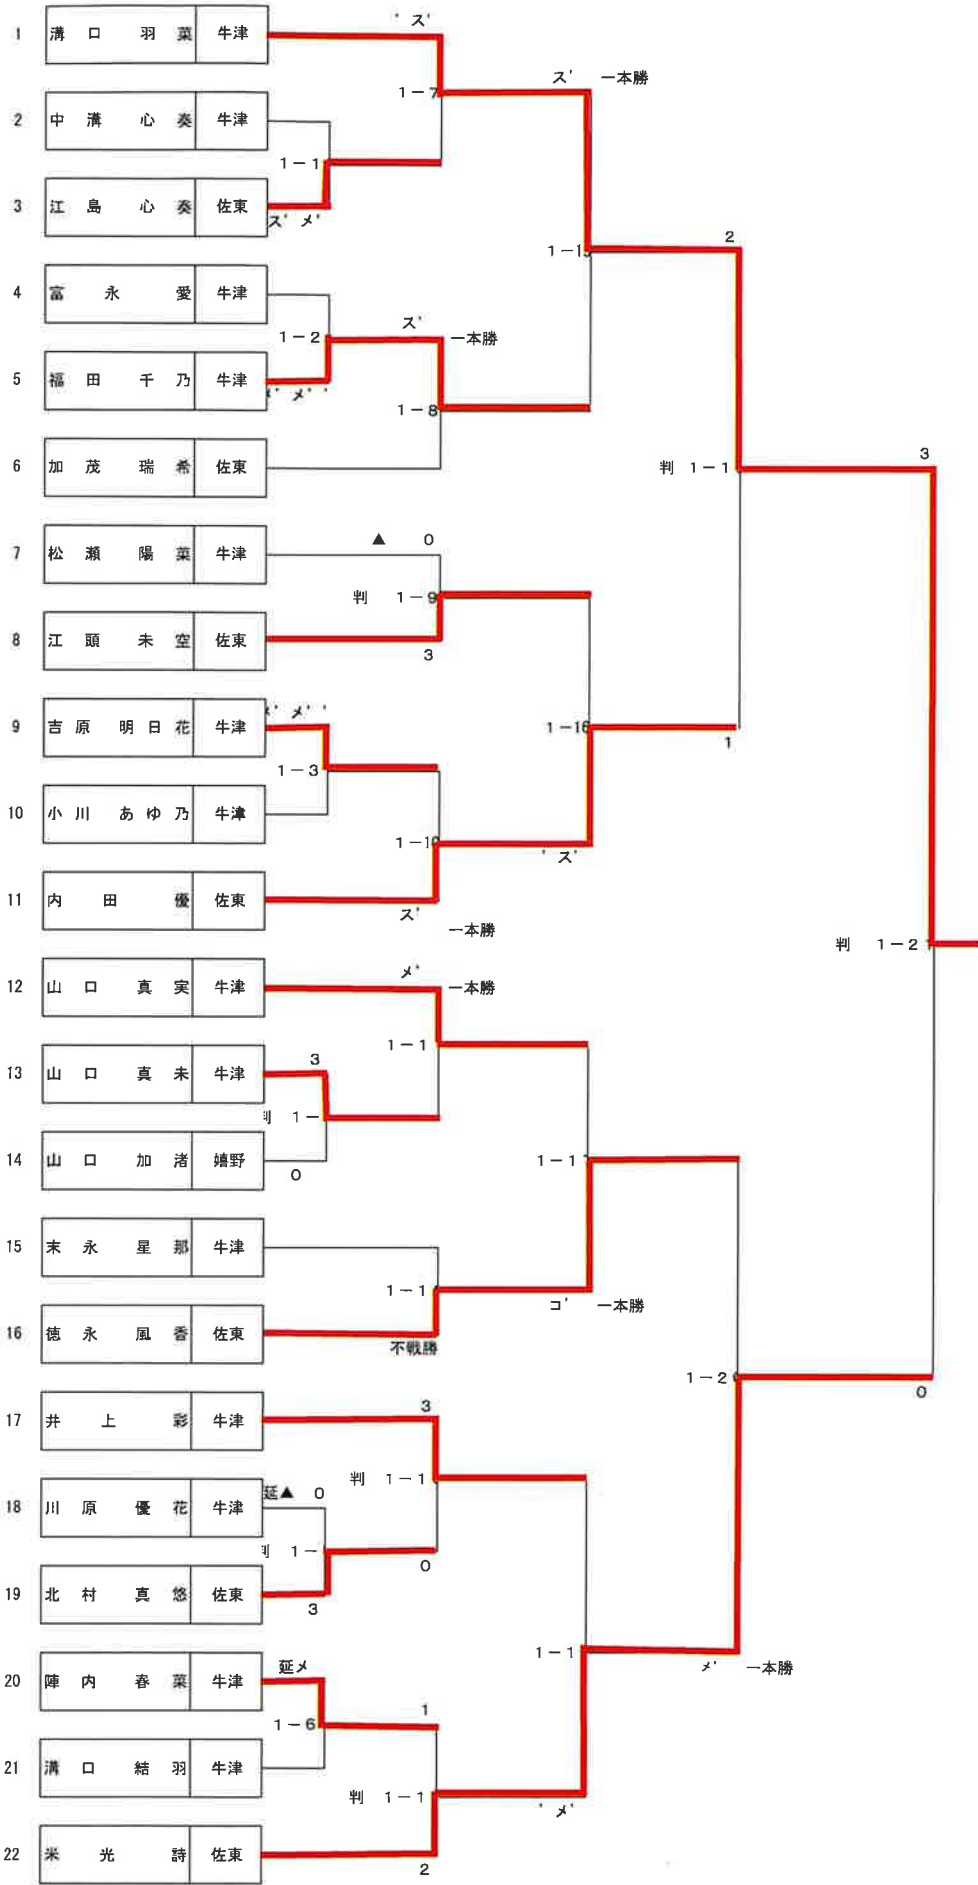 ' ス'
1 溝口 羽菜 牛津
ス' 一本勝
1-7
2 中溝 心奏 牛津
1-1
3 江島 心奏 佐東
ス' メ'
2
1-15
4 富永 愛 牛津
ス'
1-2 一本勝
5 福田 千乃 牛津
メ' '
1-8
6 加茂 瑞希 佐東
3
判 1-1
7 松瀬 陽菜 牛津
▲ 0
判 1-9
8 江頭 未空 佐東
3
メ' '
9 吉原 明日花 牛津
1-16
1
1-3
10 小川 あゆ乃 牛津
1-10
' ス'
11 内田 優 佐東
ス'
一本勝
判 1-2
メ'
12 山口 真実 牛津
一本勝
1-1
3
13 山口 真未 牛津
1-
14 山口 加渚 嬉野
0
1-1
15 末永 星那 牛津
1-1
コ' 一本勝
16 徳永 風香 佐東
不戦勝
1-2
0
3
17 井上 彩 牛津
判 1-1
延▲ 0
18 川原 優花 牛津
1-
0
19 北村 真悠 佐東
3
1-1
メ' 一本勝
延メ
20 陣内 春菜 牛津
1
1-6
21 溝口 結羽 牛津
判 1-1
' メ'
22 米光 詩 佐東
2